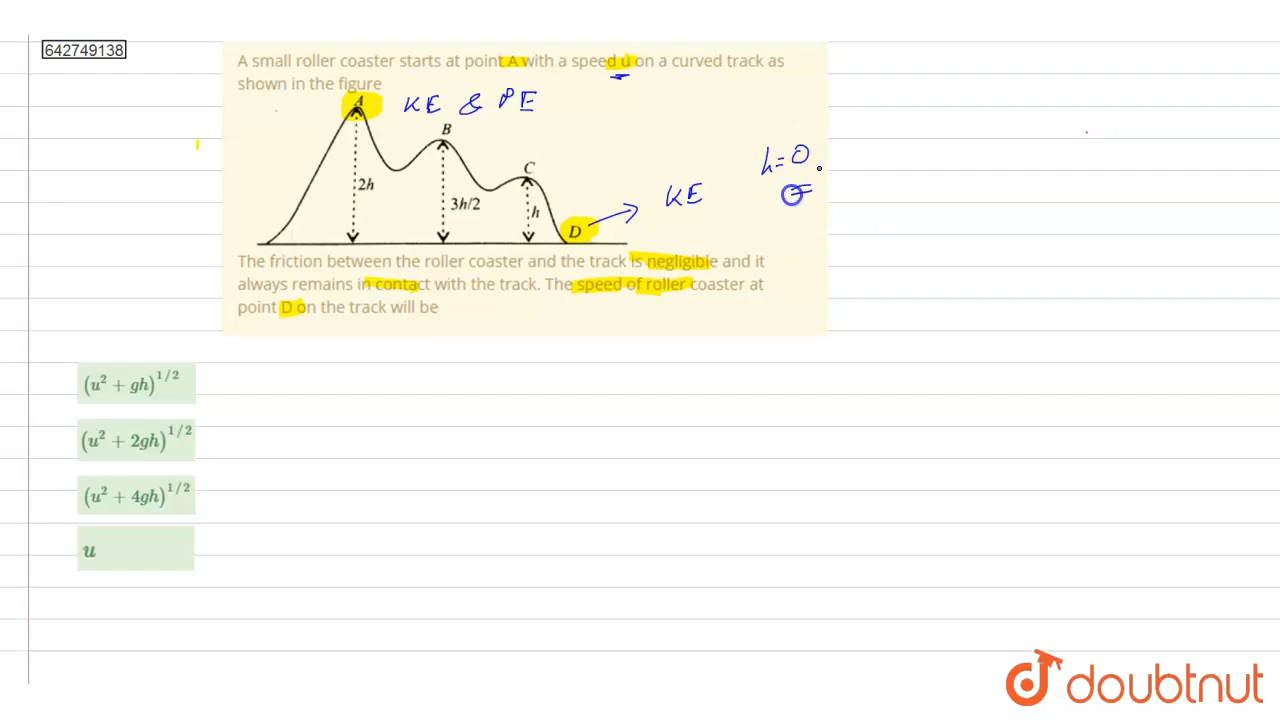 642749138
A small roller coaster starts at point A with a speed u on a curved track as
shown in the figure
A
KE & PE
B
h=0
C
2h
KE
3h/2
h
D
The friction between the roller coaster and the track is negligible and it
always remains in contact with the track. The speed of roller coaster at
point D on the track will be
(u² + gh)^1/2
(u² + 2gh)^1/2
(u² + 4gh)^1/2
u
doubtnut